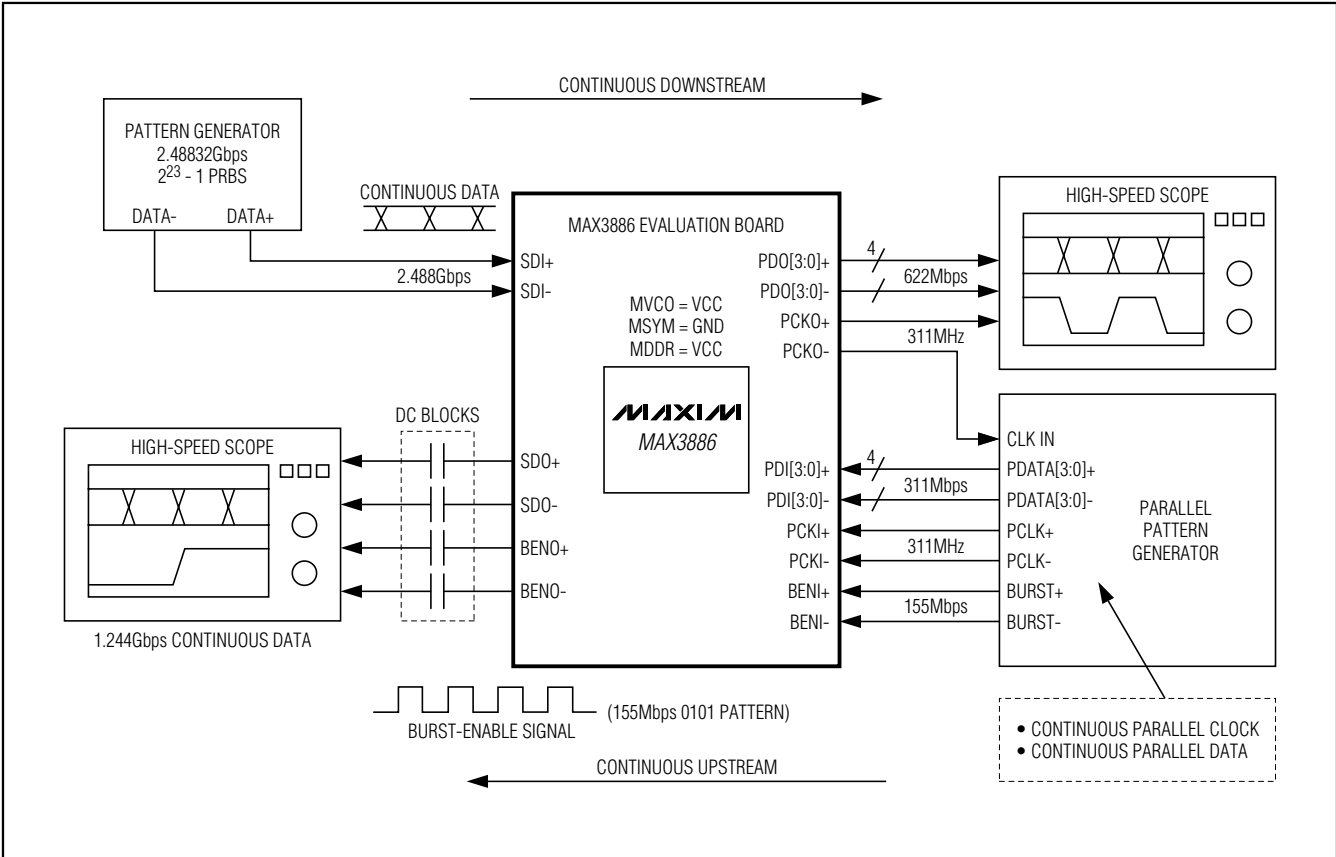 CONTINUOUS DOWNSTREAM
PATTERN GENERATOR
2.48832Gbps
2²³ - 1 PRBS
DATA-
DATA+
CONTINUOUS DATA
2.488Gbps
MAX3886 EVALUATION BOARD
SDI+
SDI-
MVCO = VCC
MSYM = GND
MDDR = VCC
MAXIM
MAX3886
PDO[3:0]+
PDO[3:0]-
PCKO+
PCKO-
4
622Mbps
311MHz
HIGH-SPEED SCOPE
DC BLOCKS
HIGH-SPEED SCOPE
1.244Gbps CONTINUOUS DATA
SDO+
SDO-
BENO+
BENO-
PDI[3:0]+
PDI[3:0]-
PCKI+
PCKI-
BENI+
BENI-
4
311Mbps
311MHz
155Mbps
CLK IN
PDATA[3:0]+
PDATA[3:0]-
PCLK+
PCLK-
BURST+
BURST-
PARALLEL
PATTERN
GENERATOR
• CONTINUOUS PARALLEL CLOCK
• CONTINUOUS PARALLEL DATA
(155Mbps 0101 PATTERN)
BURST-ENABLE SIGNAL
CONTINUOUS UPSTREAM